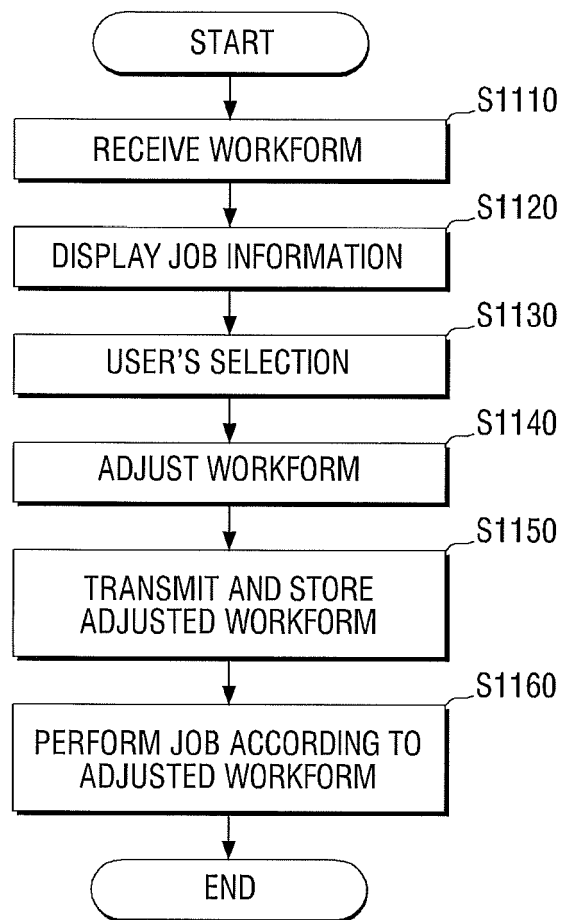 START
S1110
RECEIVE WORKFORM
S1120
DISPLAY JOB INFORMATION
S1130
USER'S SELECTION
S1140
ADJUST WORKFORM
S1150
TRANSMIT AND STORE
ADJUSTED WORKFORM
S1160
PERFORM JOB ACCORDING TO
ADJUSTED WORKFORM
END